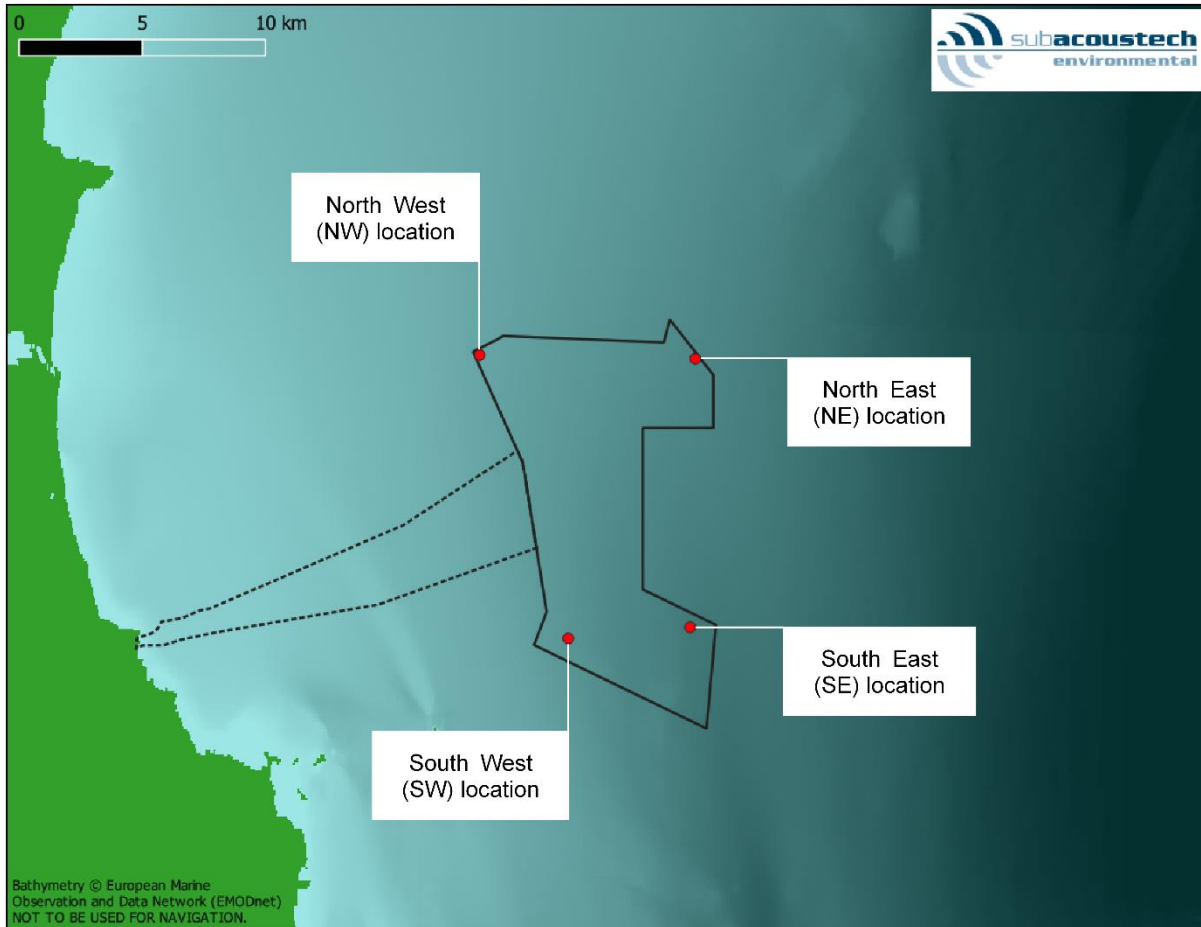 0 5 10 km
subacoustech
environmental
North West
(NW) location
North East
(NE) location
South East
(SE) location
South West
(SW) location
Bathymetry © European Marine
Observation and Data Network (EMODnet)
NOT TO BE USED FOR NAVIGATION.